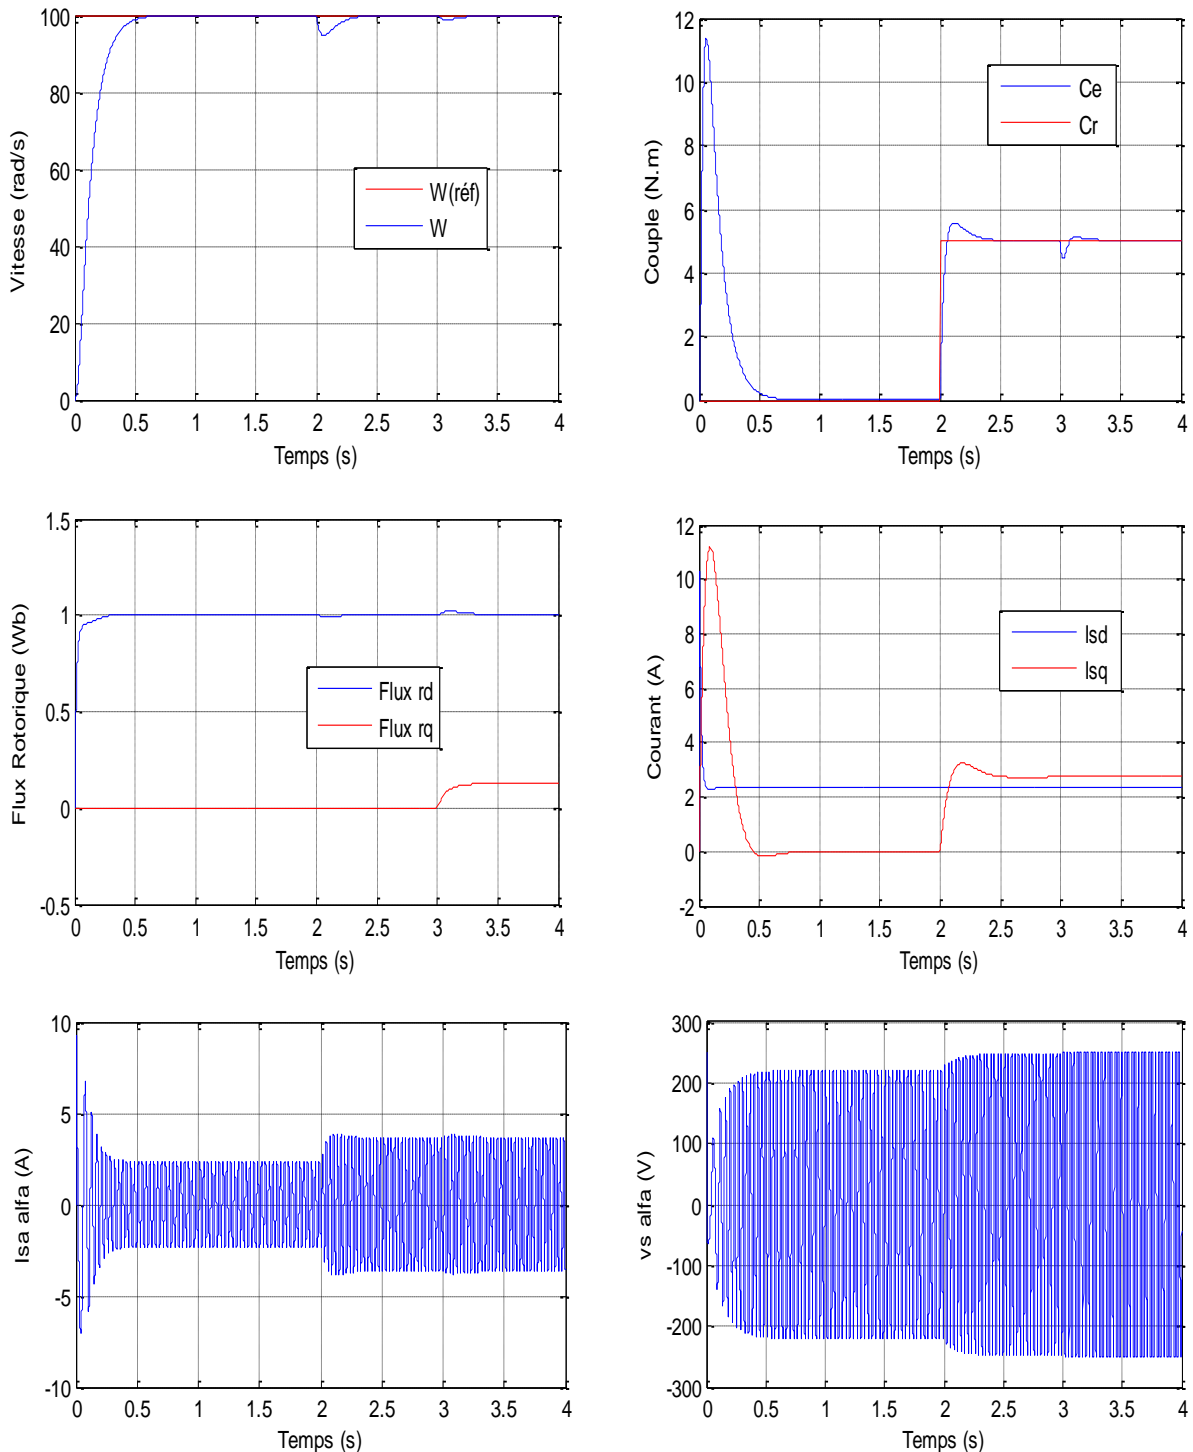 100
80
60
40
20
0
Vitesse (rad/s)
W(réf)
W
0 0.5 1 1.5 2 2.5 3 3.5 4
Temps (s)
12
10
8
6
4
2
0
Couple (N.m)
Ce
Cr
0 0.5 1 1.5 2 2.5 3 3.5 4
Temps (s)
1.5
1
0.5
0
-0.5
Flux Rotorique (Wb)
Flux rd
Flux rq
0 0.5 1 1.5 2 2.5 3 3.5 4
Temps (s)
12
10
8
6
4
2
0
-2
Courant (A)
Isd
Isq
0 0.5 1 1.5 2 2.5 3 3.5 4
Temps (s)
10
5
0
-5
-10
Isa alfa (A)
0 0.5 1 1.5 2 2.5 3 3.5 4
Temps (s)
300
200
100
0
-100
-200
-300
vs alfa (V)
0 0.5 1 1.5 2 2.5 3 3.5 4
Temps (s)